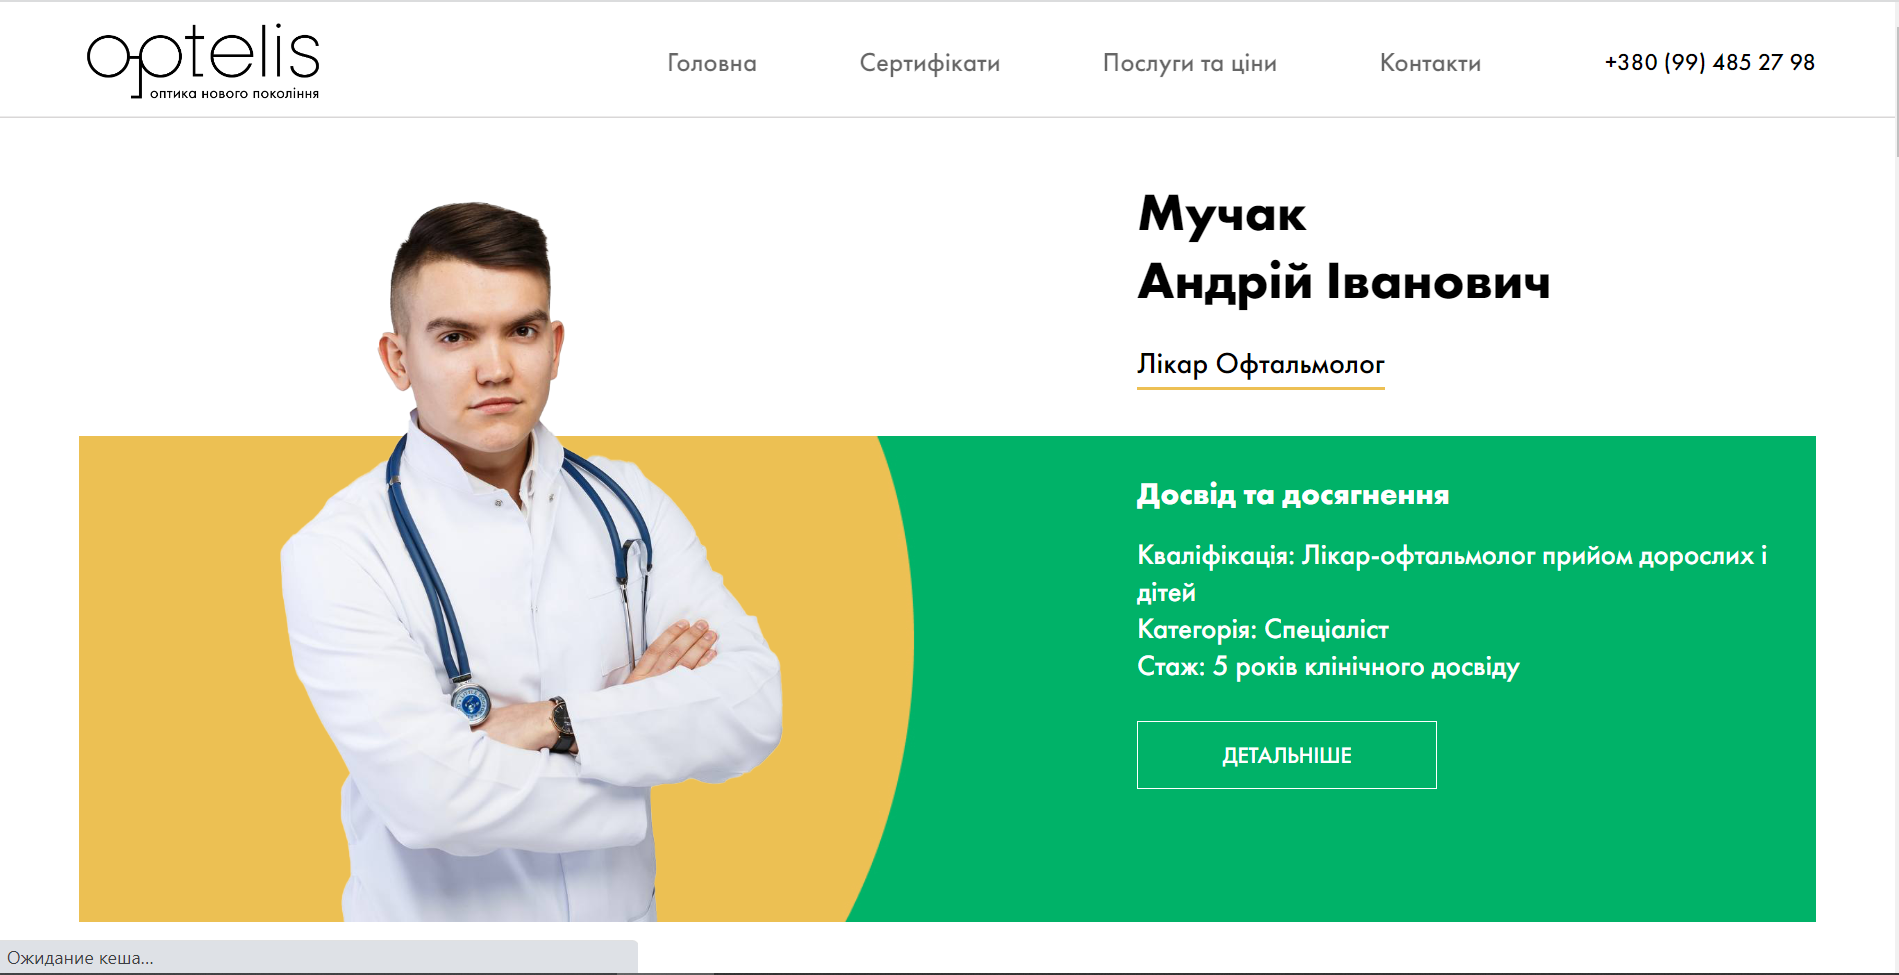 optelis
оптика нового покоління
Головна
Сертифікати
Послуги та ціни
Контакти
+380 (99) 485 27 98
Мучак
Андрій Іванович
Лікар Офтальмолог
Досвід та досягнення
Кваліфікація: Лікар-офтальмолог прийом дорослих і
дітей
Категорія: Спеціаліст
Стаж: 5 років клінічного досвіду
ДЕТАЛЬНІШЕ
Ожидание кеша...